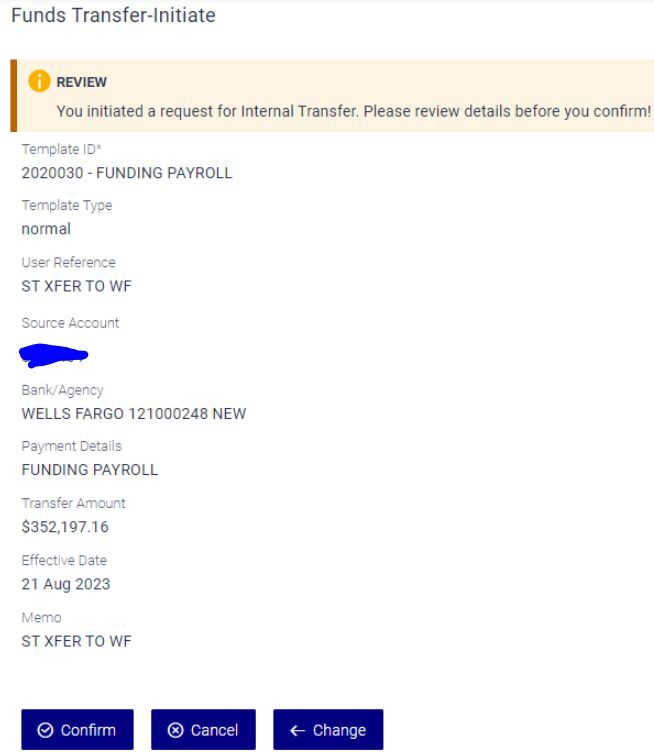 Funds Transfer-Initiate
REVIEW
You initiated a request for Internal Transfer. Please review details before you confirm!
Template ID*
2020030 - FUNDING PAYROLL
Template Type
normal
User Reference
ST XFER TO WF
Source Account
Bank/Agency
WELLS FARGO 121000248 NEW
Payment Details
FUNDING PAYROLL
Transfer Amount
$352,197.16
Effective Date
21 Aug 2023
Memo
ST XFER TO WF
Confirm
Cancel
Change